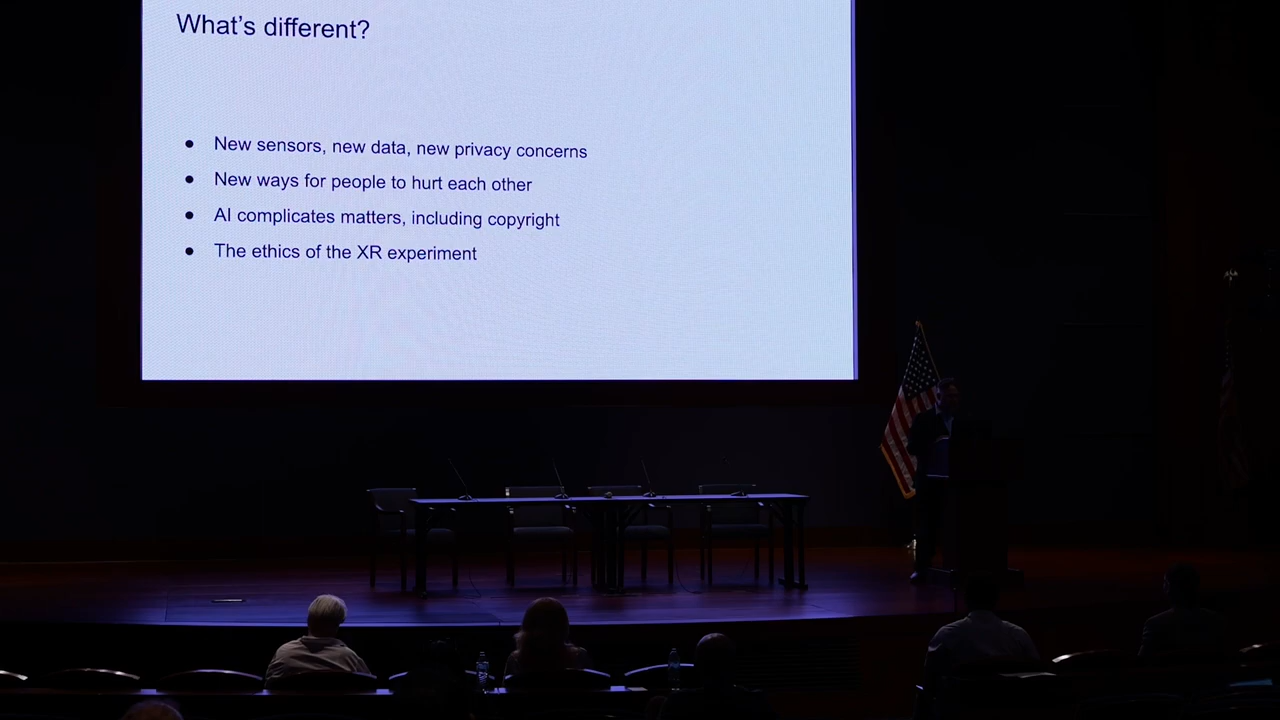 What's different?
● New sensors, new data, new privacy concerns
● New ways for people to hurt each other
● AI complicates matters, including copyright
● The ethics of the XR experiment